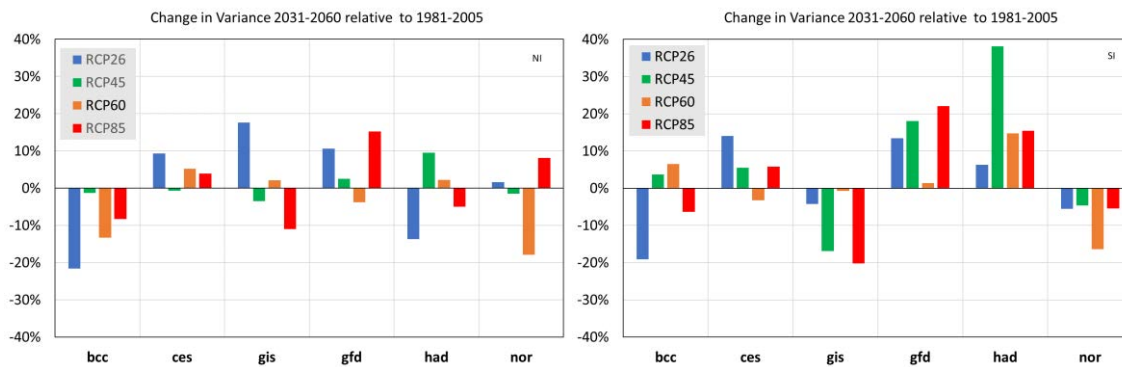 Change in Variance 2031-2060 relative to 1981-2005
40%
30%
20%
10%
0%
-10%
-20%
-30%
-40%
RCP26
RCP45
RCP60
RCP85
NI
bcc ces gis gfd had nor
Change in Variance 2031-2060 relative to 1981-2005
40%
30%
20%
10%
0%
-10%
-20%
-30%
-40%
RCP26
RCP45
RCP60
RCP85
SI
bcc ces gis gfd had nor